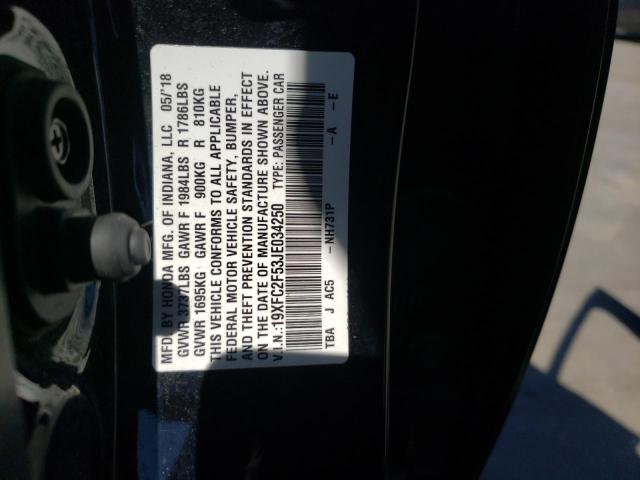 MFD. BY HONDA MFG. OF INDIANA, LLC 05/'18
GVWR 3737LBS GAWR F 1984LBS R 1786LBS
GVWR 1695KG GAWR F 900KG R 810KG
THIS VEHICLE CONFORMS TO ALL APPLICABLE
FEDERAL MOTOR VEHICLE SAFETY, BUMPER,
AND THEFT PREVENTION STANDARDS IN EFFECT
ON THE DATE OF MANUFACTURE SHOWN ABOVE.
V.I.N.:19XFC2F53JE034250 TYPE: PASSENGER CAR
TBA J AC5 -NH731P -A -E